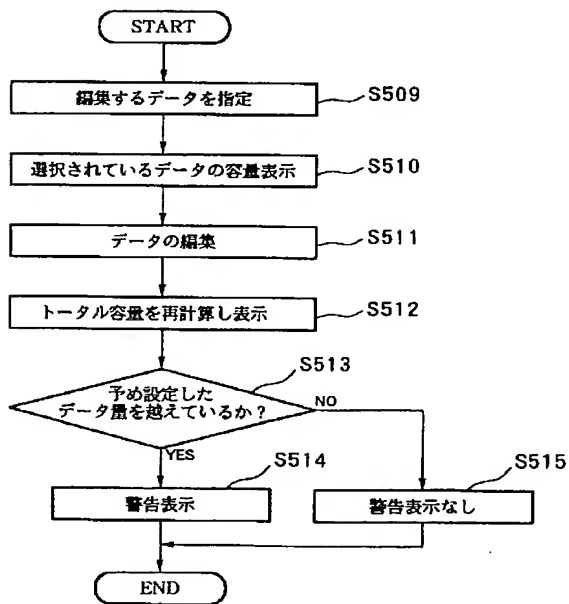 START
編集するデータを指定
S509
選択されているデータの容量表示
S510
データの編集
S511
トータル容量を再計算し表示
S512
S513
予め設定した
データ量を越えているか?
NO
YES
S514
S515
警告表示
警告表示なし
END